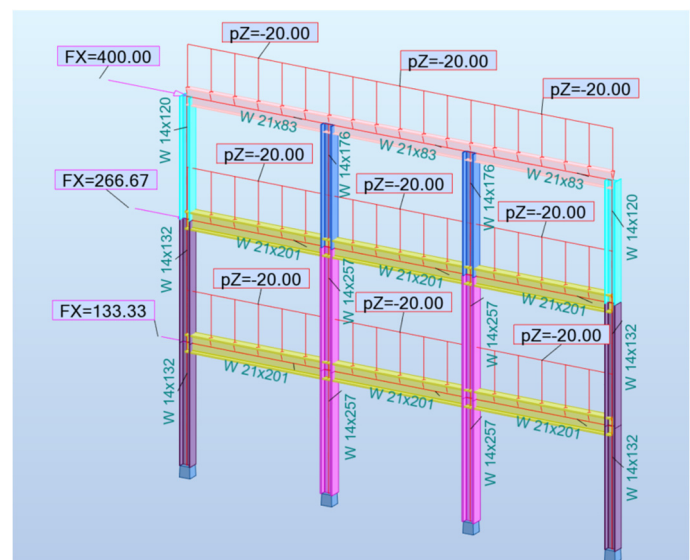 pZ=-20.00
FX=400.00
pZ=-20.00
pZ=-20.00
W 14x120
W 21x83
W 21x83
W 21x83
W 14x176
W 14x176
W 14x120
pZ=-20.00
FX=266.67
pZ=-20.00
pZ=-20.00
W 14x132
W 21x201
W 21x201
W 21x201
W 14x257
W 14x257
W 14x132
pZ=-20.00
FX=133.33
pZ=-20.00
pZ=-20.00
W 14x132
W 21x201
W 21x201
W 21x201
W 14x257
W 14x257
W 14x132